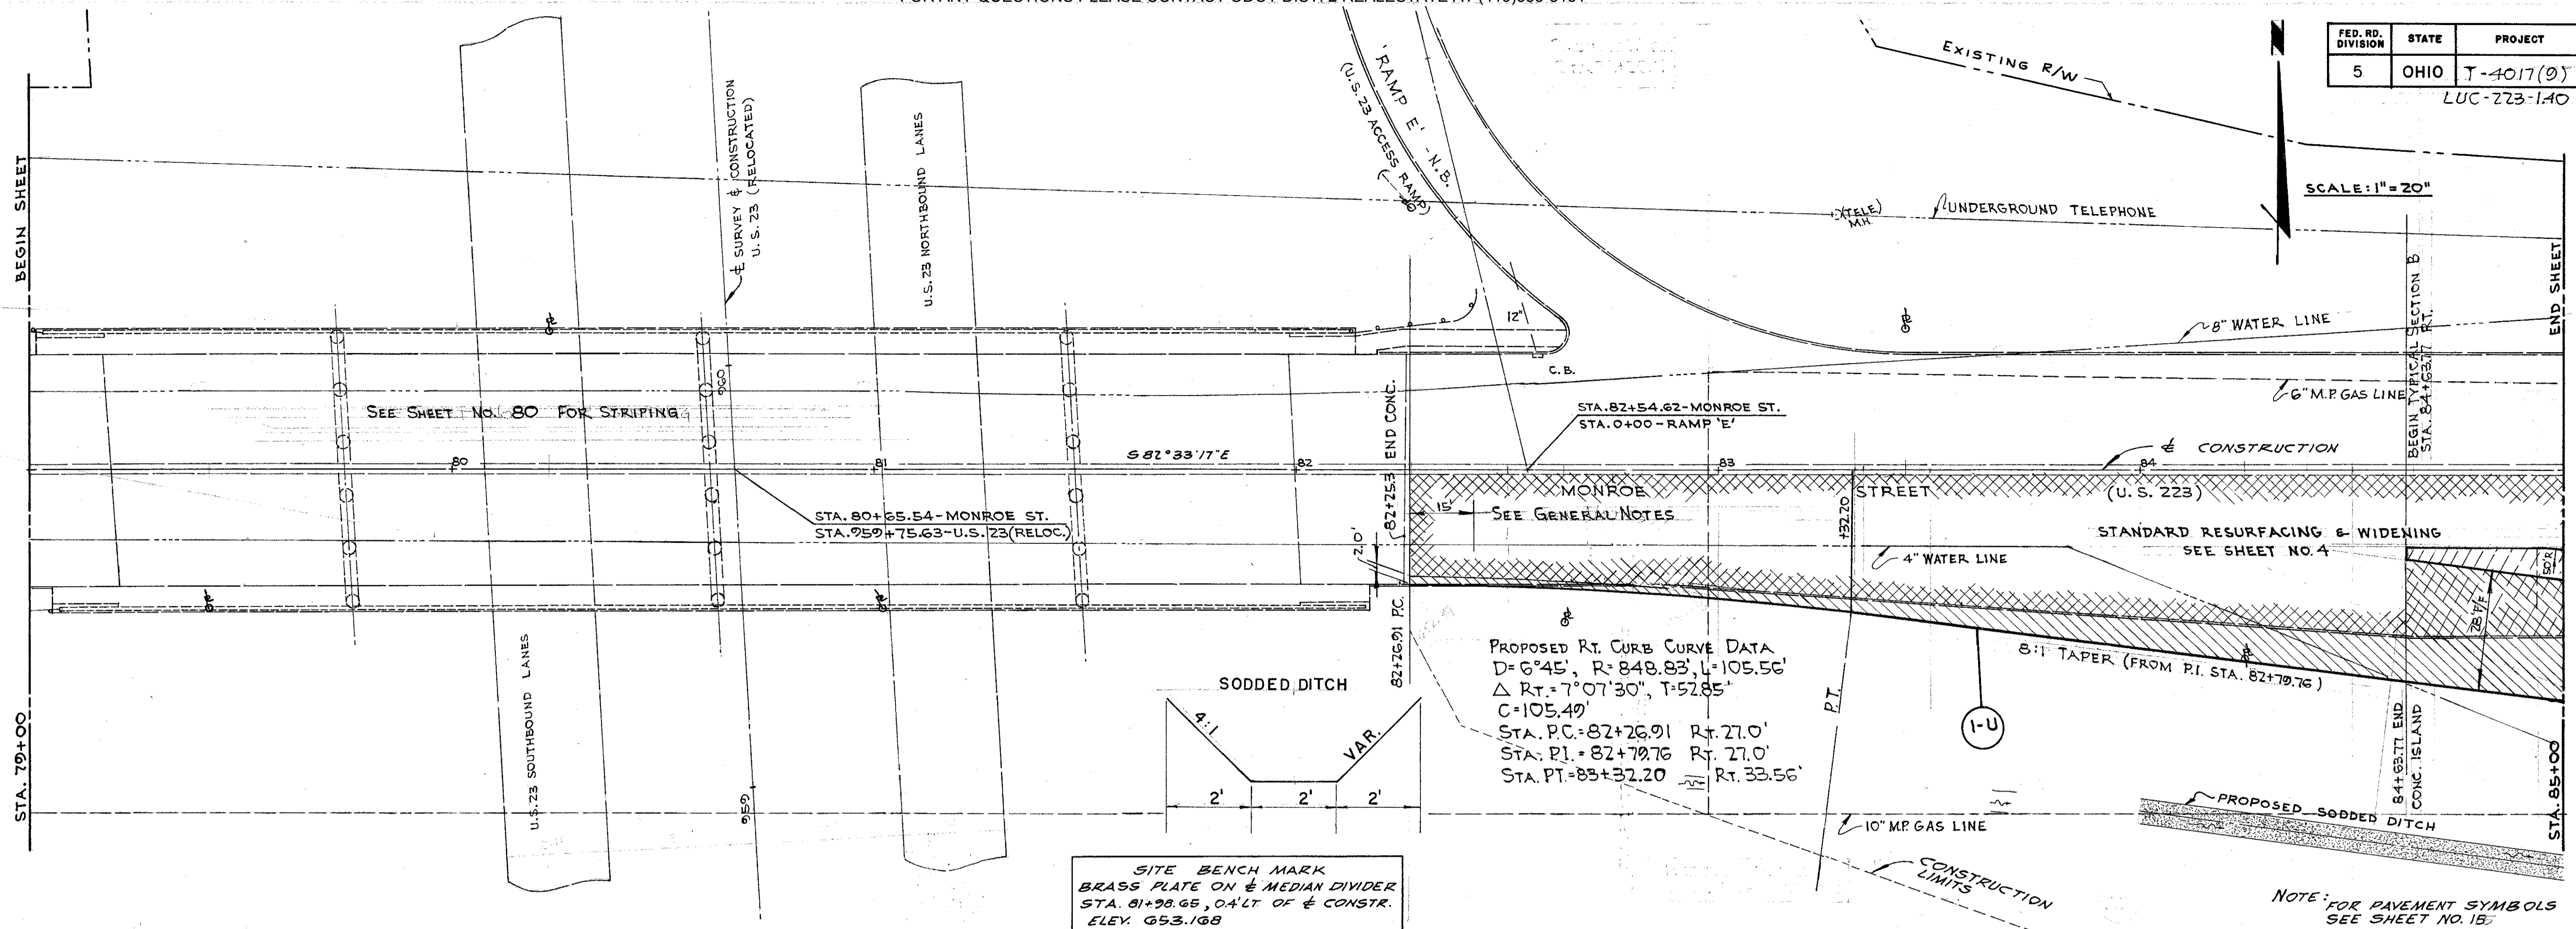 FED. RD. DIVISION STATE PROJECT
5 OHIO T-4017(9)
LUC-223-1.40
EXISTING R/W
SCALE: 1" = 20"
BEGIN SHEET
STA. 79+00
℄ SURVEY & CONSTRUCTION
U.S. 23 (RELOCATED)
U.S. 23 NORTHBOUND LANES
U.S. 23 SOUTHBOUND LANES
'RAMP E' - N.B.
(U.S. 23 ACCESS RAMP)
(TELE)
M.H.
UNDERGROUND TELEPHONE
12"
8" WATER LINE
C.B.
6" M.P. GAS LINE
BEGIN TYPICAL SECTION B
STA. 84+63.77 RT.
END SHEET
960
SEE SHEET NO. 80 FOR STRIPING
80
81
S 82°33'17" E
82
83
84
82+25.3 END CONC.
STA. 82+54.62-MONROE ST.
STA. 0+00-RAMP 'E'
℄ CONSTRUCTION
STA. 80+65.54-MONROE ST.
STA. 959+75.63-U.S. 23 (RELOC.)
MONROE STREET (U.S. 223)
15'
SEE GENERAL NOTES
+32.20
2.0'
4" WATER LINE
STANDARD RESURFACING & WIDENING
SEE SHEET NO. 4
50'R
28' F/F
82+26.91 P.C.
PROPOSED RT. CURB CURVE DATA
D=6°45', R=848.83', L=105.56'
Δ RT.=7°07'30", T=52.85'
C=105.49'
STA. P.C.=82+26.91 RT. 27.0'
STA. P.I.=82+79.76 RT. 27.0'
STA. PT.=83+32.20 RT. 33.56'
8:1 TAPER (FROM P.I. STA. 82+79.76)
P.T.
1-U
SODDED DITCH
4:1
VAR.
2' 2' 2'
959
84+63.77 END
CONC. ISLAND
STA. 85+00
PROPOSED SODDED DITCH
10" M.P. GAS LINE
CONSTRUCTION
LIMITS
SITE BENCH MARK
BRASS PLATE ON ℄ MEDIAN DIVIDER
STA. 81+98.65, 0.4' LT. OF ℄ CONSTR.
ELEV. 653.168
NOTE: FOR PAVEMENT SYMBOLS
SEE SHEET NO. 15